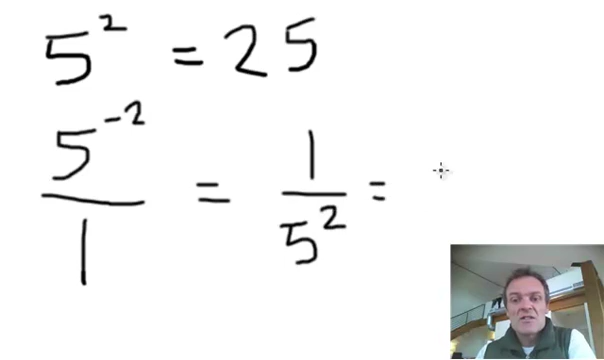 5² = 25
5⁻²/1 = 1/5² =